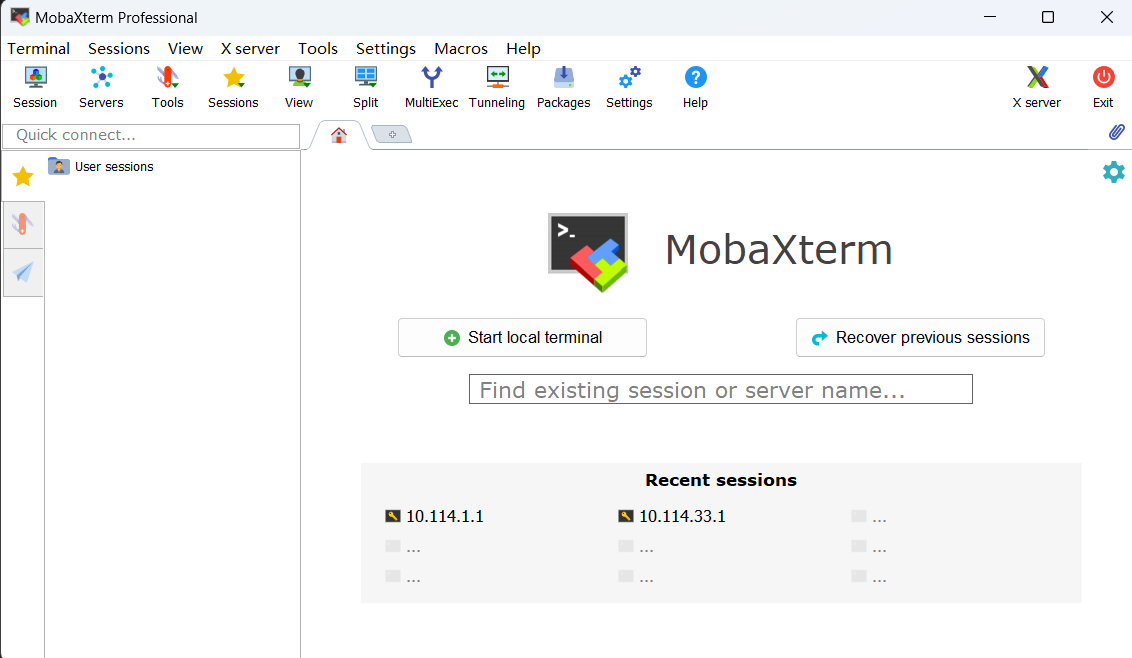 MobaXterm Professional
Terminal Sessions View X server Tools Settings Macros Help
Session Servers Tools Sessions View Split MultiExec Tunneling Packages Settings Help X server Exit
Quick connect...
User sessions
>_
MobaXterm
Start local terminal Recover previous sessions
Find existing session or server name...
Recent sessions
10.114.1.1 10.114.33.1 ...
... ... ...
... ... ...